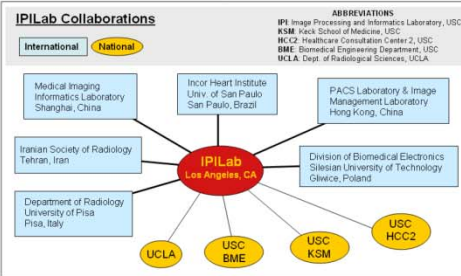 IPILab Collaborations
International
National
ABBREVIATIONS
IPI: Image Processing and Informatics Laboratory, USC
KSM: Keck School of Medicine, USC
HCC2: Healthcare Consultation Center 2, USC
BME: Biomedical Engineering Department, USC
UCLA: Dept. of Radiological Sciences, UCLA
Medical Imaging
Informatics Laboratory
Shanghai, China
Incor Heart Institute
Univ. of San Paulo
San Paulo, Brazil
PACS Laboratory & Image
Management Laboratory
Hong Kong, China
Iranian Society of Radiology
Tehran, Iran
IPILab
Los Angeles, CA
Division of Biomedical Electronics
Silesian University of Technology
Gliwice, Poland
Department of Radiology
University of Pisa
Pisa, Italy
UCLA
USC
BME
USC
KSM
USC
HCC2